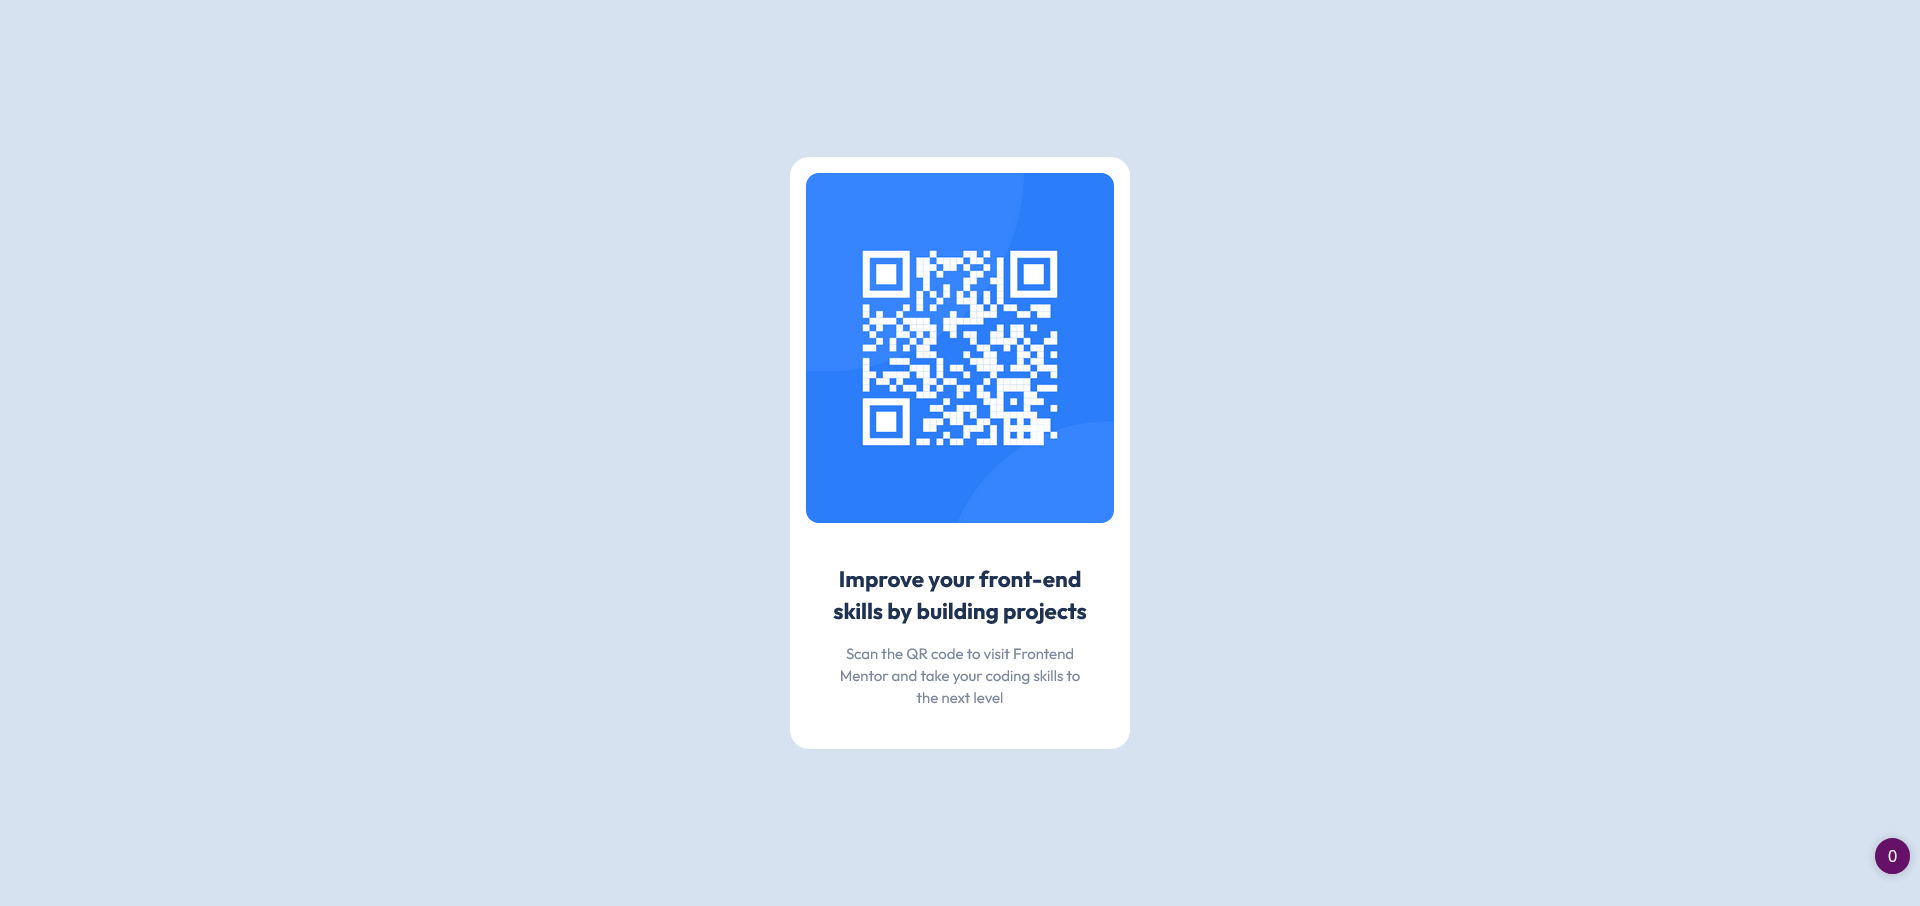 Improve your front-end
skills by building projects
Scan the QR code to visit Frontend
Mentor and take your coding skills to
the next level
0